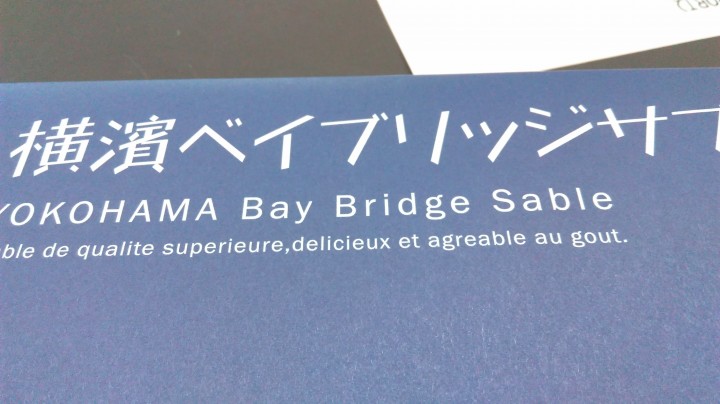 横濱ベイブリッジサブ
YOKOHAMA Bay Bridge Sable
de qualite superieure,delicieux et agreable au gout.